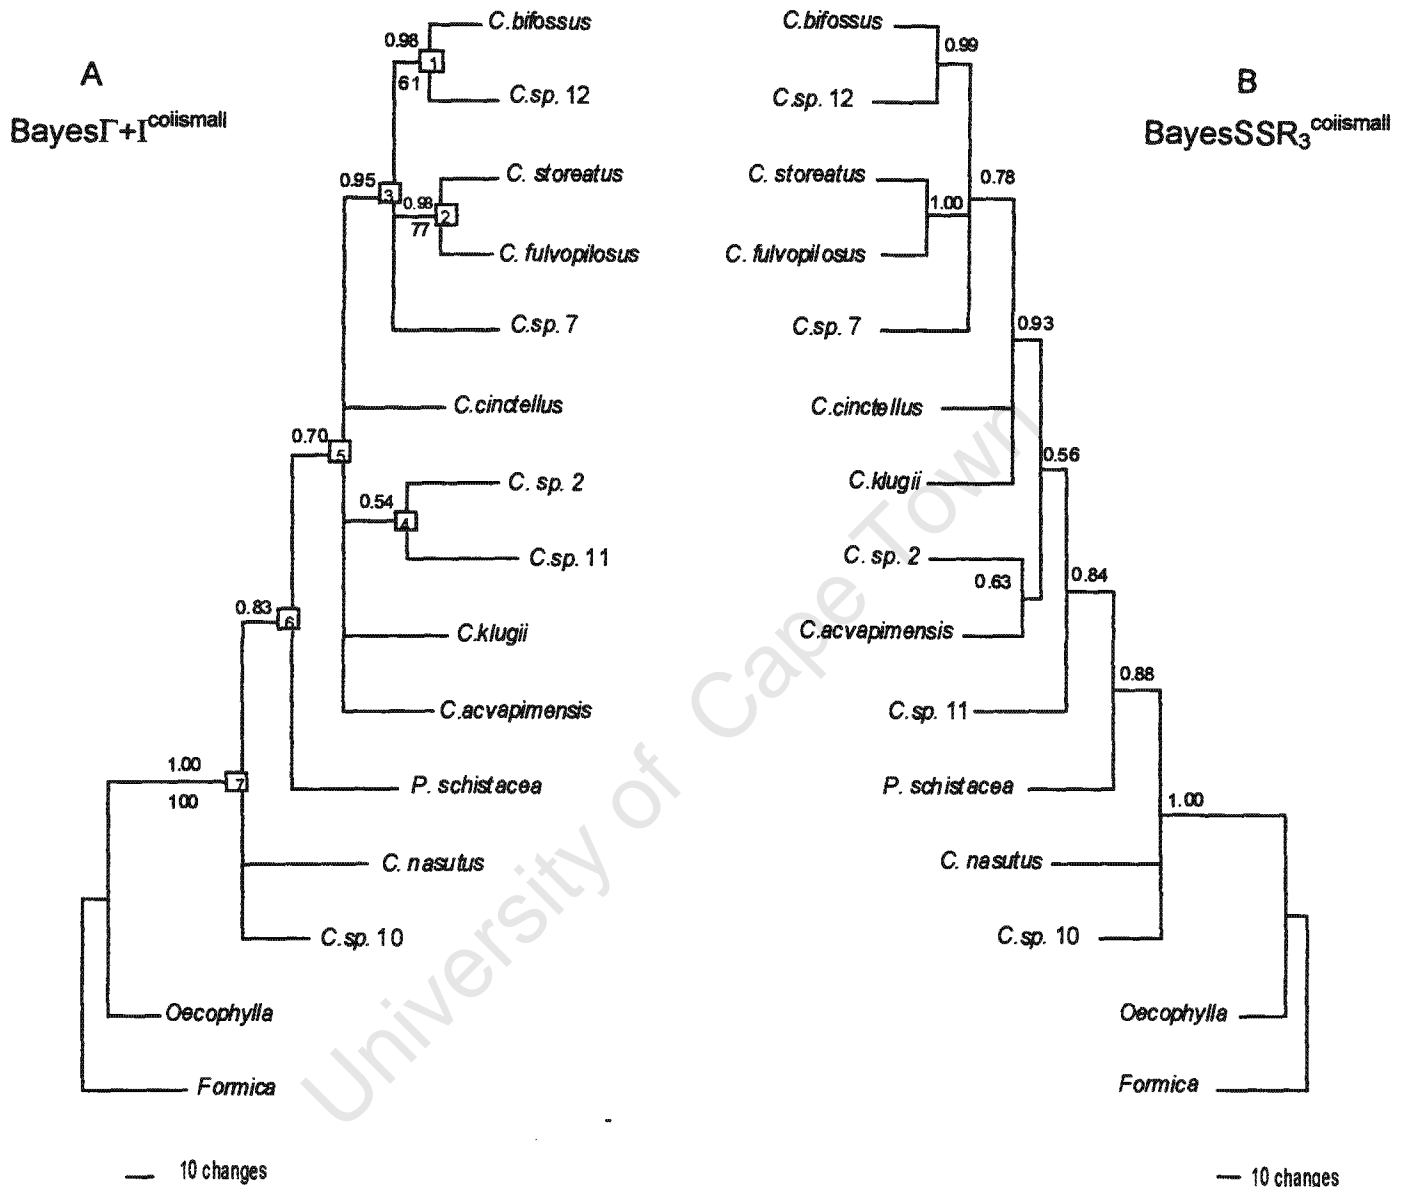 A
BayesΓ+I^coiismall
0.98
1
61
C.bifossus
C.sp. 12
0.95
3
0.98
2
77
C. storeatus
C. fulvopilosus
C.sp. 7
C.cinctellus
0.70
5
C. sp. 2
0.54
4
C.sp. 11
0.83
6
C.klugii
C.acvapimensis
1.00
7
100
P. schistacea
C. nasutus
C.sp. 10
Oecophylla
Formica
10 changes
B
BayesSSR₃^coiismall
C.bifossus
0.99
C.sp. 12
C. storeatus
0.78
1.00
C. fulvopilosus
C.sp. 7
0.93
C.cinctellus
0.56
C.klugii
C. sp. 2
0.63
0.84
C.acvapimensis
0.88
C.sp. 11
P. schistacea
1.00
C. nasutus
C.sp. 10
Oecophylla
Formica
10 changes
University of Cape Town